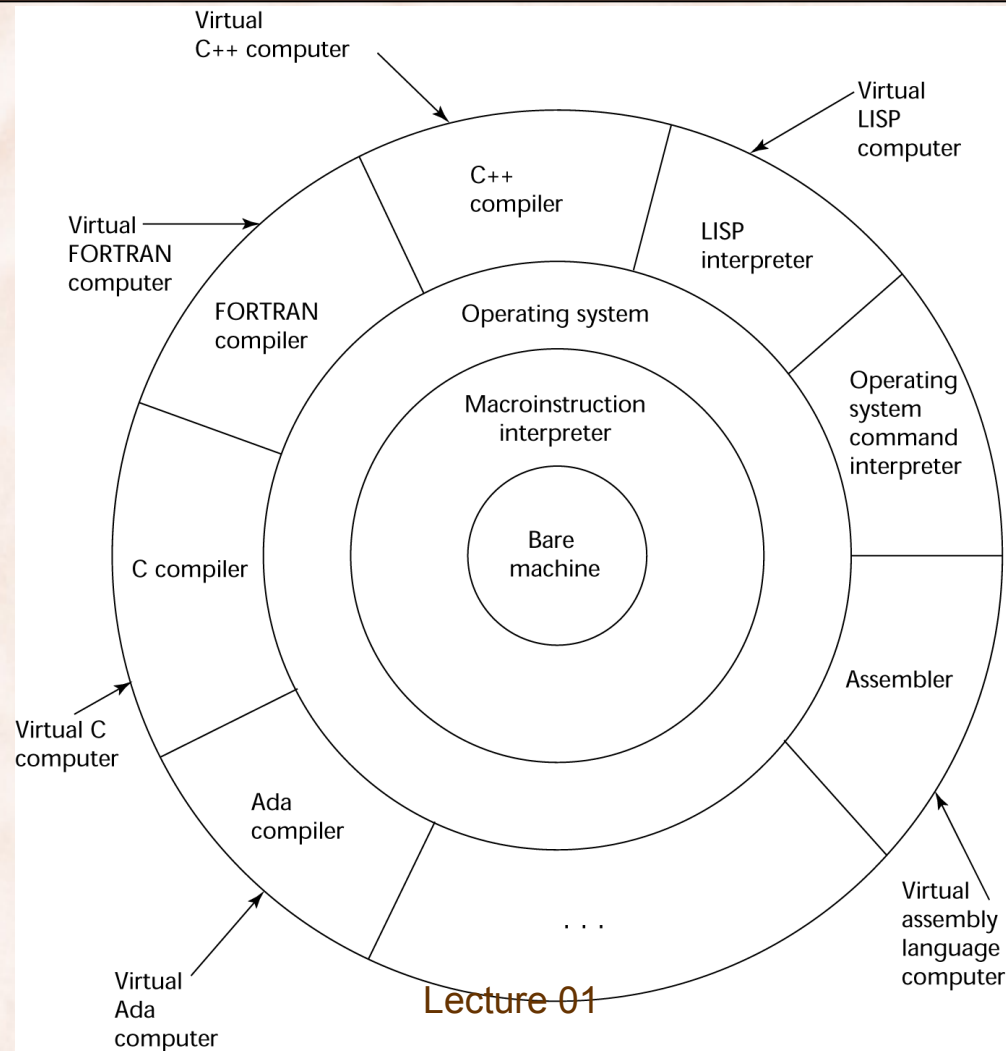 Virtual
C++ computer
Virtual
LISP
computer
C++
compiler
LISP
interpreter
Virtual
FORTRAN
computer
FORTRAN
compiler
Operating system
Operating
system
command
interpreter
Macroinstruction
interpreter
Bare
machine
C compiler
Assembler
Virtual C
computer
Ada
compiler
. . .
Virtual
assembly
language
computer
Virtual
Ada
computer
Lecture 01